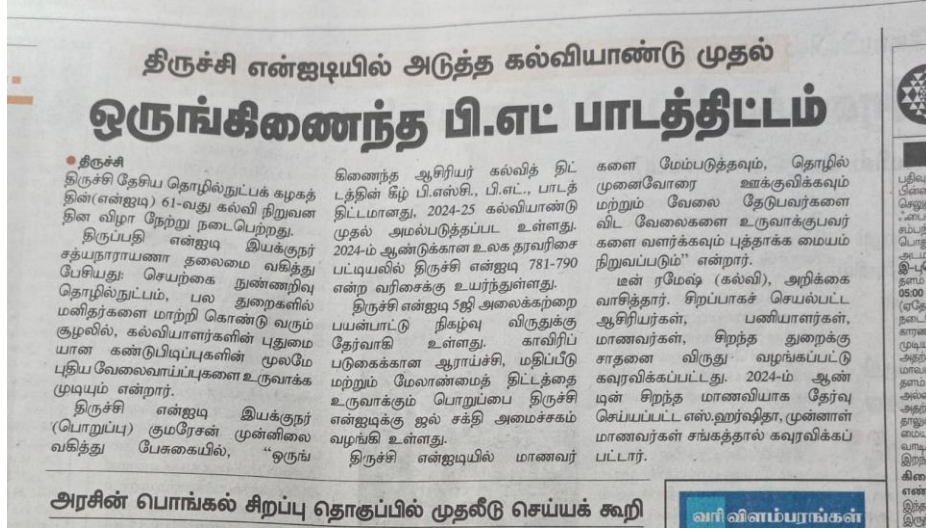 திருச்சி என்ஐடியில் அடுத்த கல்வியாண்டு முதல்
ஒருங்கிணைந்த பி.எட் பாடத்திட்டம்
● திருச்சி
திருச்சி தேசிய தொழில்நுட்பக் கழகத்
தின்(என்ஐடி) 61-வது கல்வி நிறுவன
தின விழா நேற்று நடைபெற்றது.
திருப்பதி என்ஐடி இயக்குநர்
சத்யநாராயணா தலைமை வகித்து
பேசியது: செயற்கை நுண்ணறிவு
தொழில்நுட்பம், பல துறைகளில்
மனிதர்களை மாற்றி கொண்டு வரும்
சூழலில், கல்வியாளர்களின் புதுமை
யான கண்டுபிடிப்புகளின் மூலமே
புதிய வேலைவாய்ப்புகளை உருவாக்க
முடியும் என்றார்.
திருச்சி என்ஐடி இயக்குநர்
(பொறுப்பு) குமரேசன் முன்னிலை
வகித்து பேசுகையில், “ஒருங்
கிணைந்த ஆசிரியர் கல்வித் திட்
டத்தின் கீழ் பி.எஸ்சி., பி.எட்., பாடத்
திட்டமானது, 2024-25 கல்வியாண்டு
முதல் அமல்படுத்தப்பட உள்ளது.
2024-ம் ஆண்டுக்கான உலக தரவரிசை
பட்டியலில் திருச்சி என்ஐடி 781-790
என்ற வரிசைக்கு உயர்ந்துள்ளது.
திருச்சி என்ஐடி 5ஜி அலைக்கற்றை
பயன்பாட்டு நிகழ்வு விருதுக்கு
தேர்வாகி உள்ளது. காவிரிப்
படுகைக்கான ஆராய்ச்சி, மதிப்பீடு
மற்றும் மேலாண்மைத் திட்டத்தை
உருவாக்கும் பொறுப்பை திருச்சி
என்ஐடிக்கு ஜல் சக்தி அமைச்சகம்
வழங்கி உள்ளது.
திருச்சி என்ஐடியில் மாணவர்
களை மேம்படுத்தவும், தொழில்
முனைவோரை ஊக்குவிக்கவும்
மற்றும் வேலை தேடுபவர்களை
விட வேலைகளை உருவாக்குபவர்
களை வளர்க்கவும் புத்தாக்க மையம்
நிறுவப்படும்” என்றார்.
டீன் ரமேஷ் (கல்வி), அறிக்கை
வாசித்தார். சிறப்பாகச் செயல்பட்ட
ஆசிரியர்கள், பணியாளர்கள்,
மாணவர்கள், சிறந்த துறைக்கு
சாதனை விருது வழங்கப்பட்டு
கவுரவிக்கப்பட்டது. 2024-ம் ஆண்
டின் சிறந்த மாணவியாக தேர்வு
செய்யப்பட்ட எஸ்.ஹர்ஷிதா, முன்னாள்
மாணவர்கள் சங்கத்தால் கவுரவிக்கப்
பட்டார்.
அரசின் பொங்கல் சிறப்பு தொகுப்பில் முதலீடு செய்யக் கூறி
வரி விளம்பரங்கள்
05:00